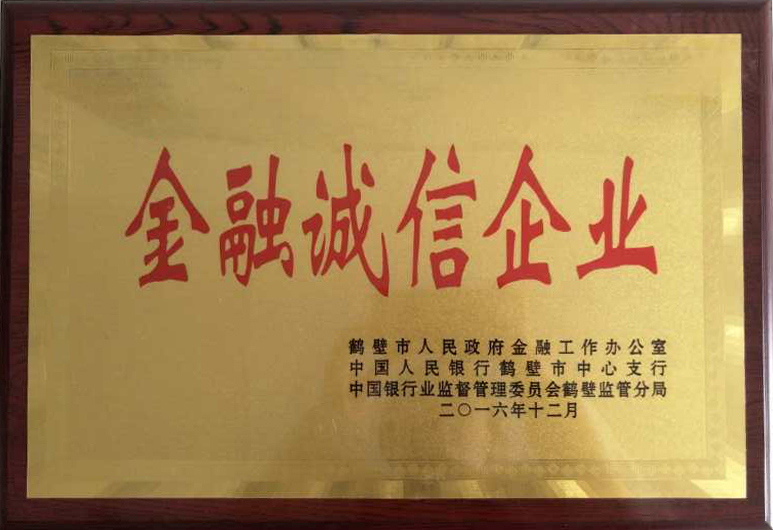 金融诚信企业
鹤壁市人民政府金融工作办公室
中国人民银行鹤壁市中心支行
中国银行业监督管理委员会鹤壁监管分局
二〇一六年十二月